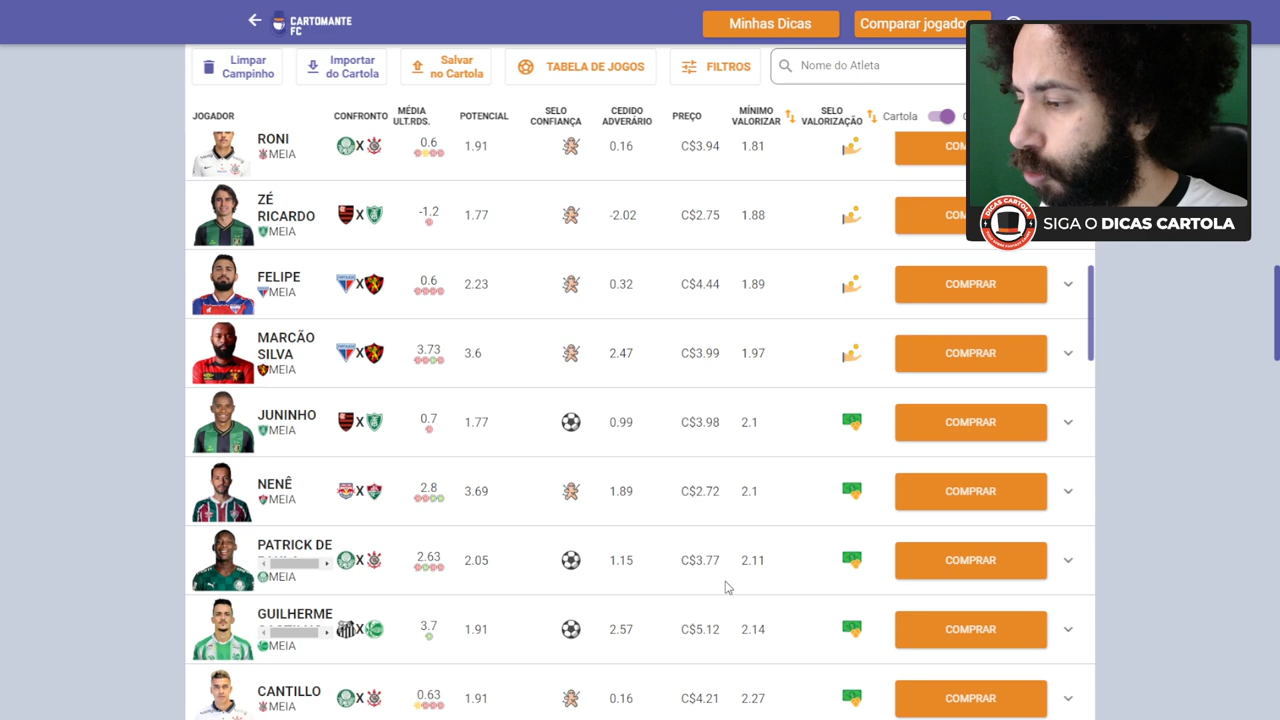 CARTOMANTE
FC
Minhas Dicas
Comparar jogado
Limpar
Campinho
Importar
do Cartola
Salvar
no Cartola
TABELA DE JOGOS
FILTROS
Nome do Atleta
JOGADOR CONFRONTO MÉDIA ULT.RDS. POTENCIAL SELO CONFIANÇA CEDIDO ADVERÁRIO PREÇO MÍNIMO VALORIZAR SELO VALORIZAÇÃO Cartola
RONI
MEIA
X 0.6 1.91 0.16 C$3.94 1.81 COM
ZÉ
RICARDO
MEIA
X -1.2 1.77 -2.02 C$2.75 1.88
FELIPE
MEIA
X 0.6 2.23 0.32 C$4.44 1.89 COMPRAR
MARCÃO
SILVA
MEIA
X 3.73 3.6 2.47 C$3.99 1.97 COMPRAR
JUNINHO
MEIA
X 0.7 1.77 0.99 C$3.98 2.1 COMPRAR
NENÊ
MEIA
X 2.8 3.69 1.89 C$2.72 2.1 COMPRAR
PATRICK DE
MEIA
X 2.63 2.05 1.15 C$3.77 2.11 COMPRAR
GUILHERME
MEIA
X 3.7 1.91 2.57 C$5.12 2.14 COMPRAR
CANTILLO
MEIA
X 0.63 1.91 0.16 C$4.21 2.27 COMPRAR
DICAS CARTOLA
SIGA O DICAS CARTOLA